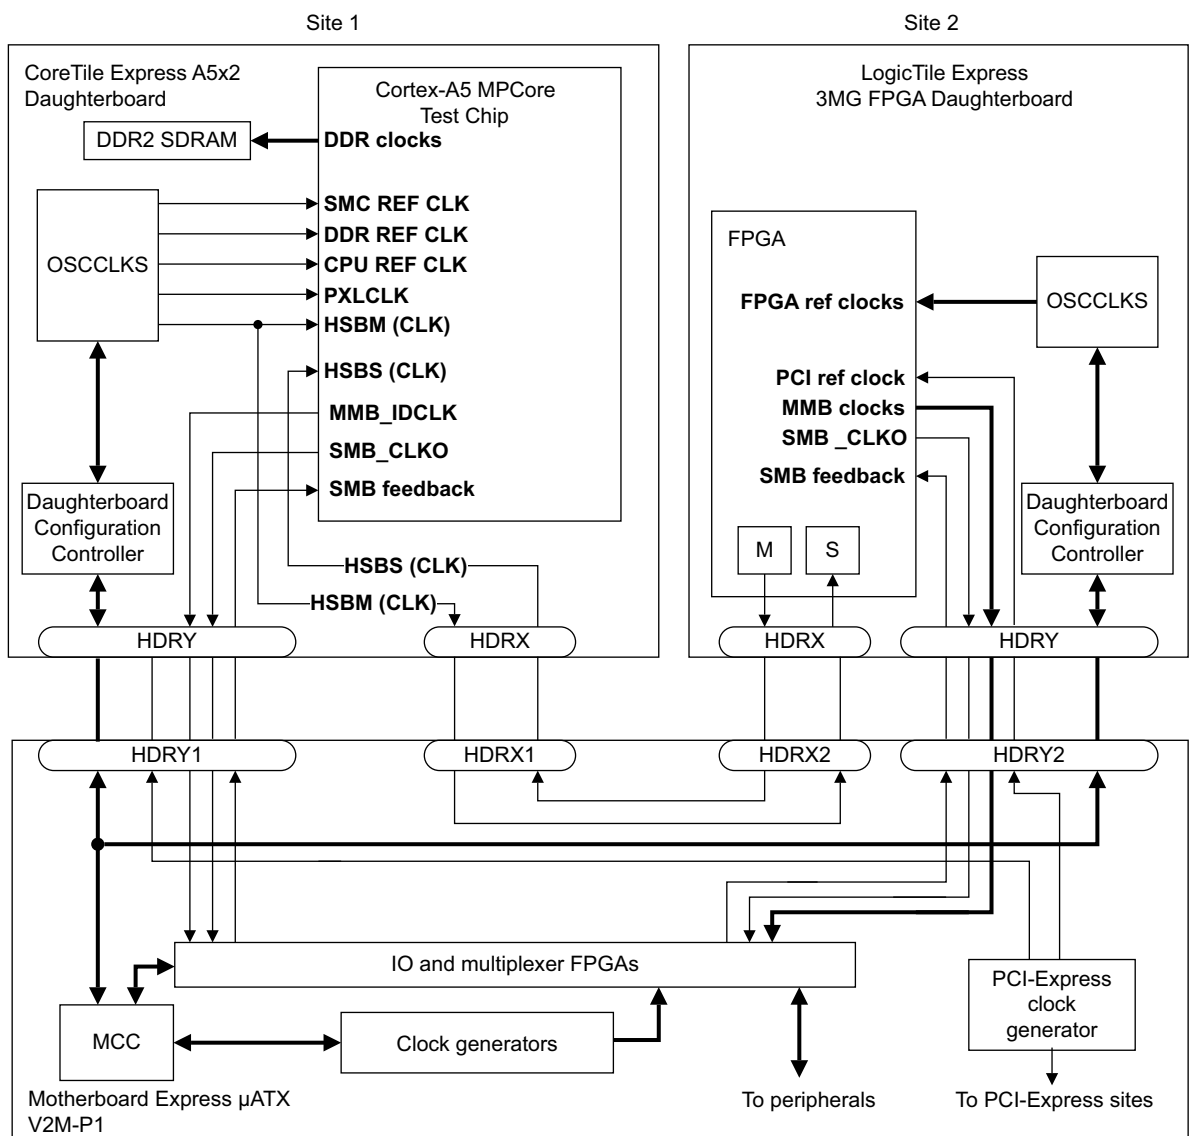 Site 1
Site 2
CoreTile Express A5x2
Daughterboard
Cortex-A5 MPCore
Test Chip
DDR2 SDRAM
DDR clocks
OSCCLKS
SMC REF CLK
DDR REF CLK
CPU REF CLK
PXLCLK
HSBM (CLK)
HSBS (CLK)
MMB_IDCLK
SMB_CLKO
SMB feedback
Daughterboard
Configuration
Controller
HSBS (CLK)
HSBM (CLK)
HDRY
HDRX
LogicTile Express
3MG FPGA Daughterboard
FPGA
FPGA ref clocks
OSCCLKS
PCI ref clock
MMB clocks
SMB _CLKO
SMB feedback
M
S
Daughterboard
Configuration
Controller
HDRX
HDRY
HDRY1
HDRX1
HDRX2
HDRY2
IO and multiplexer FPGAs
MCC
Clock generators
PCI-Express
clock
generator
Motherboard Express µATX
V2M-P1
To peripherals
To PCI-Express sites